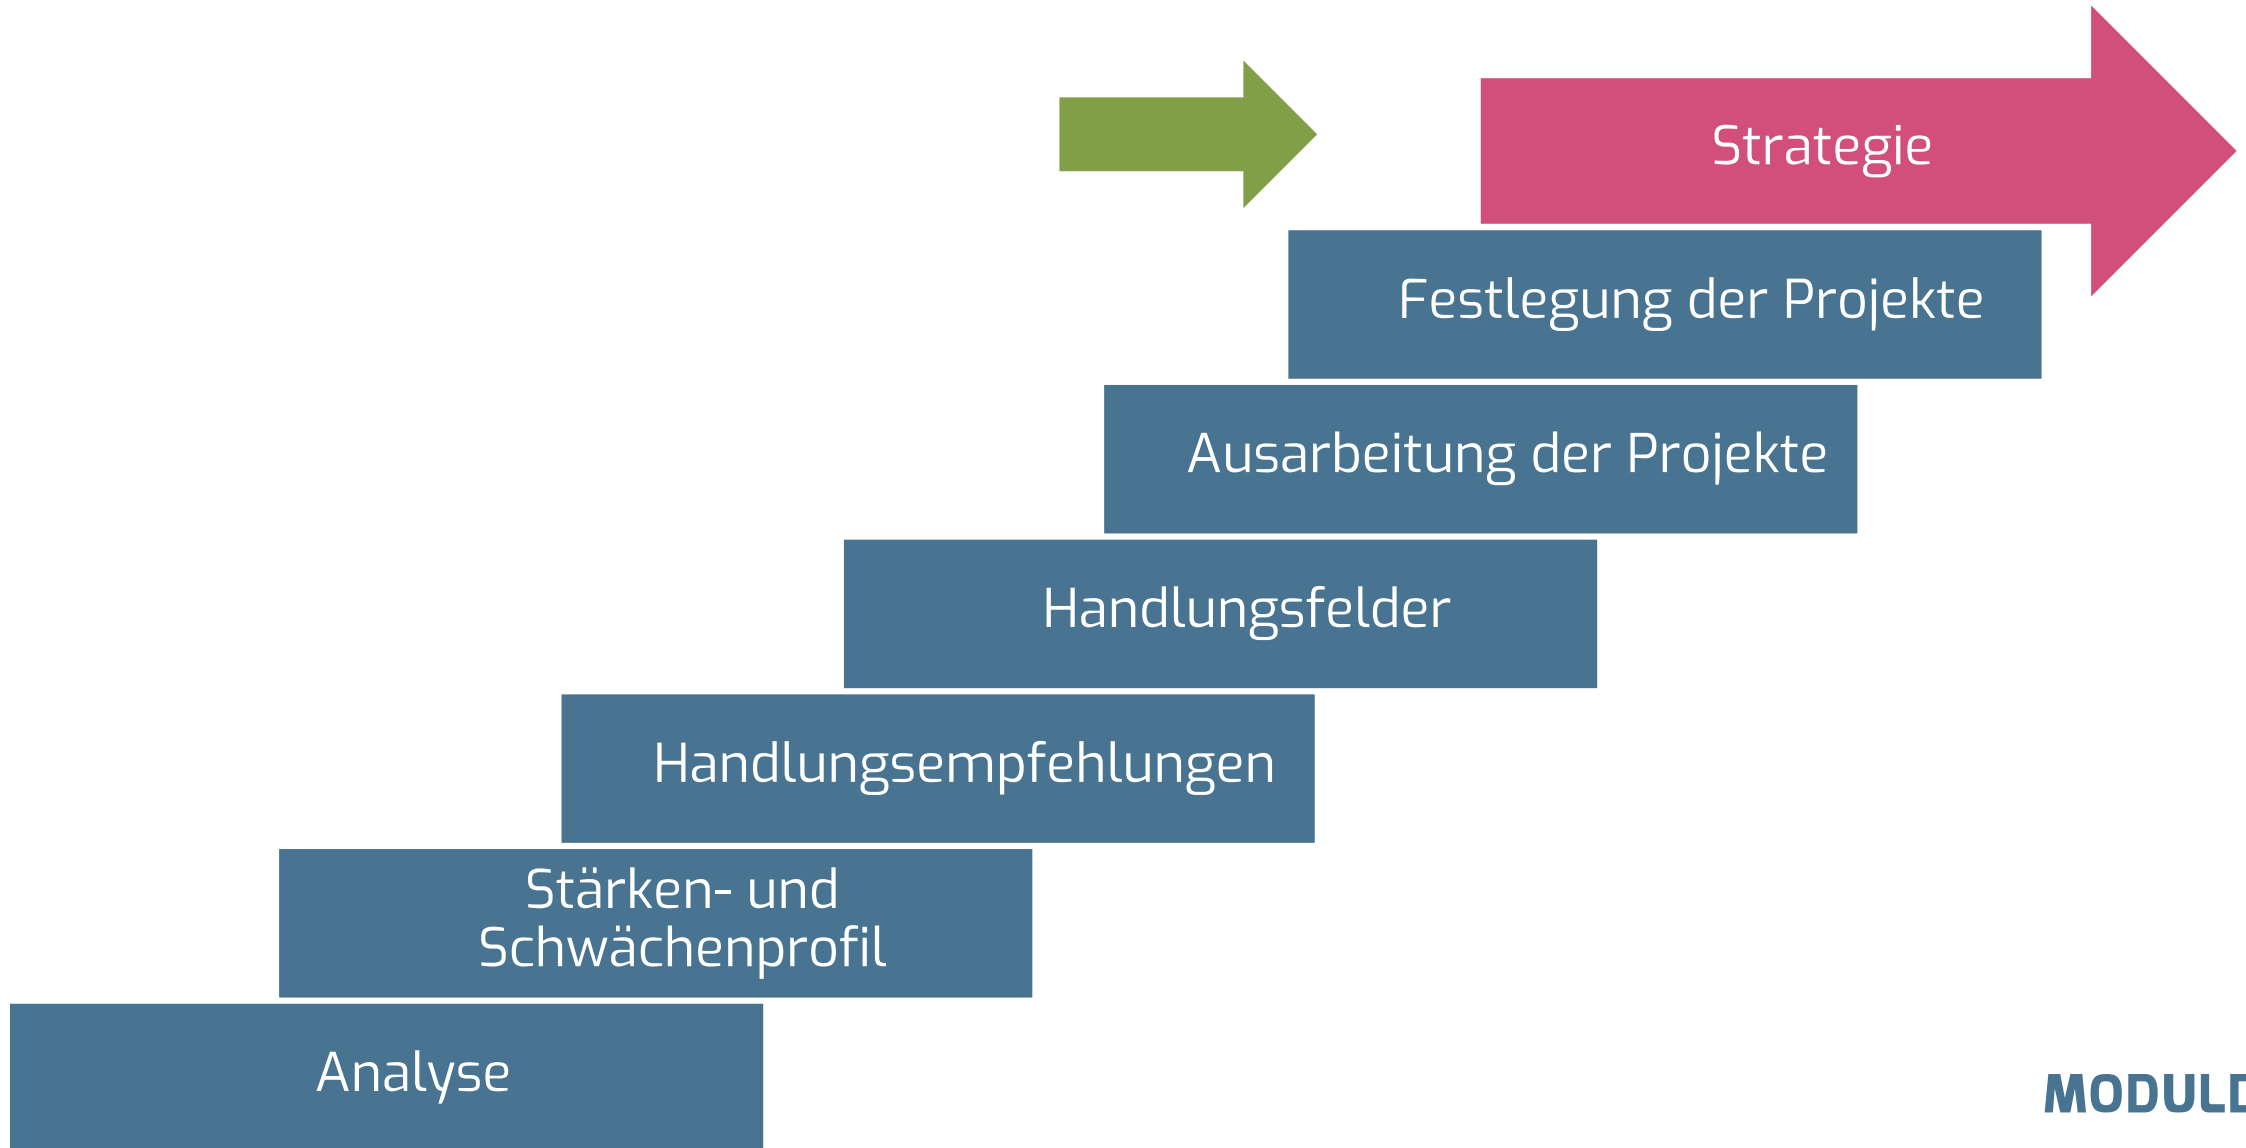 Strategie
Festlegung der Projekte
Ausarbeitung der Projekte
Handlungsfelder
Handlungsempfehlungen
Stärken- und
Schwächenprofil
Analyse